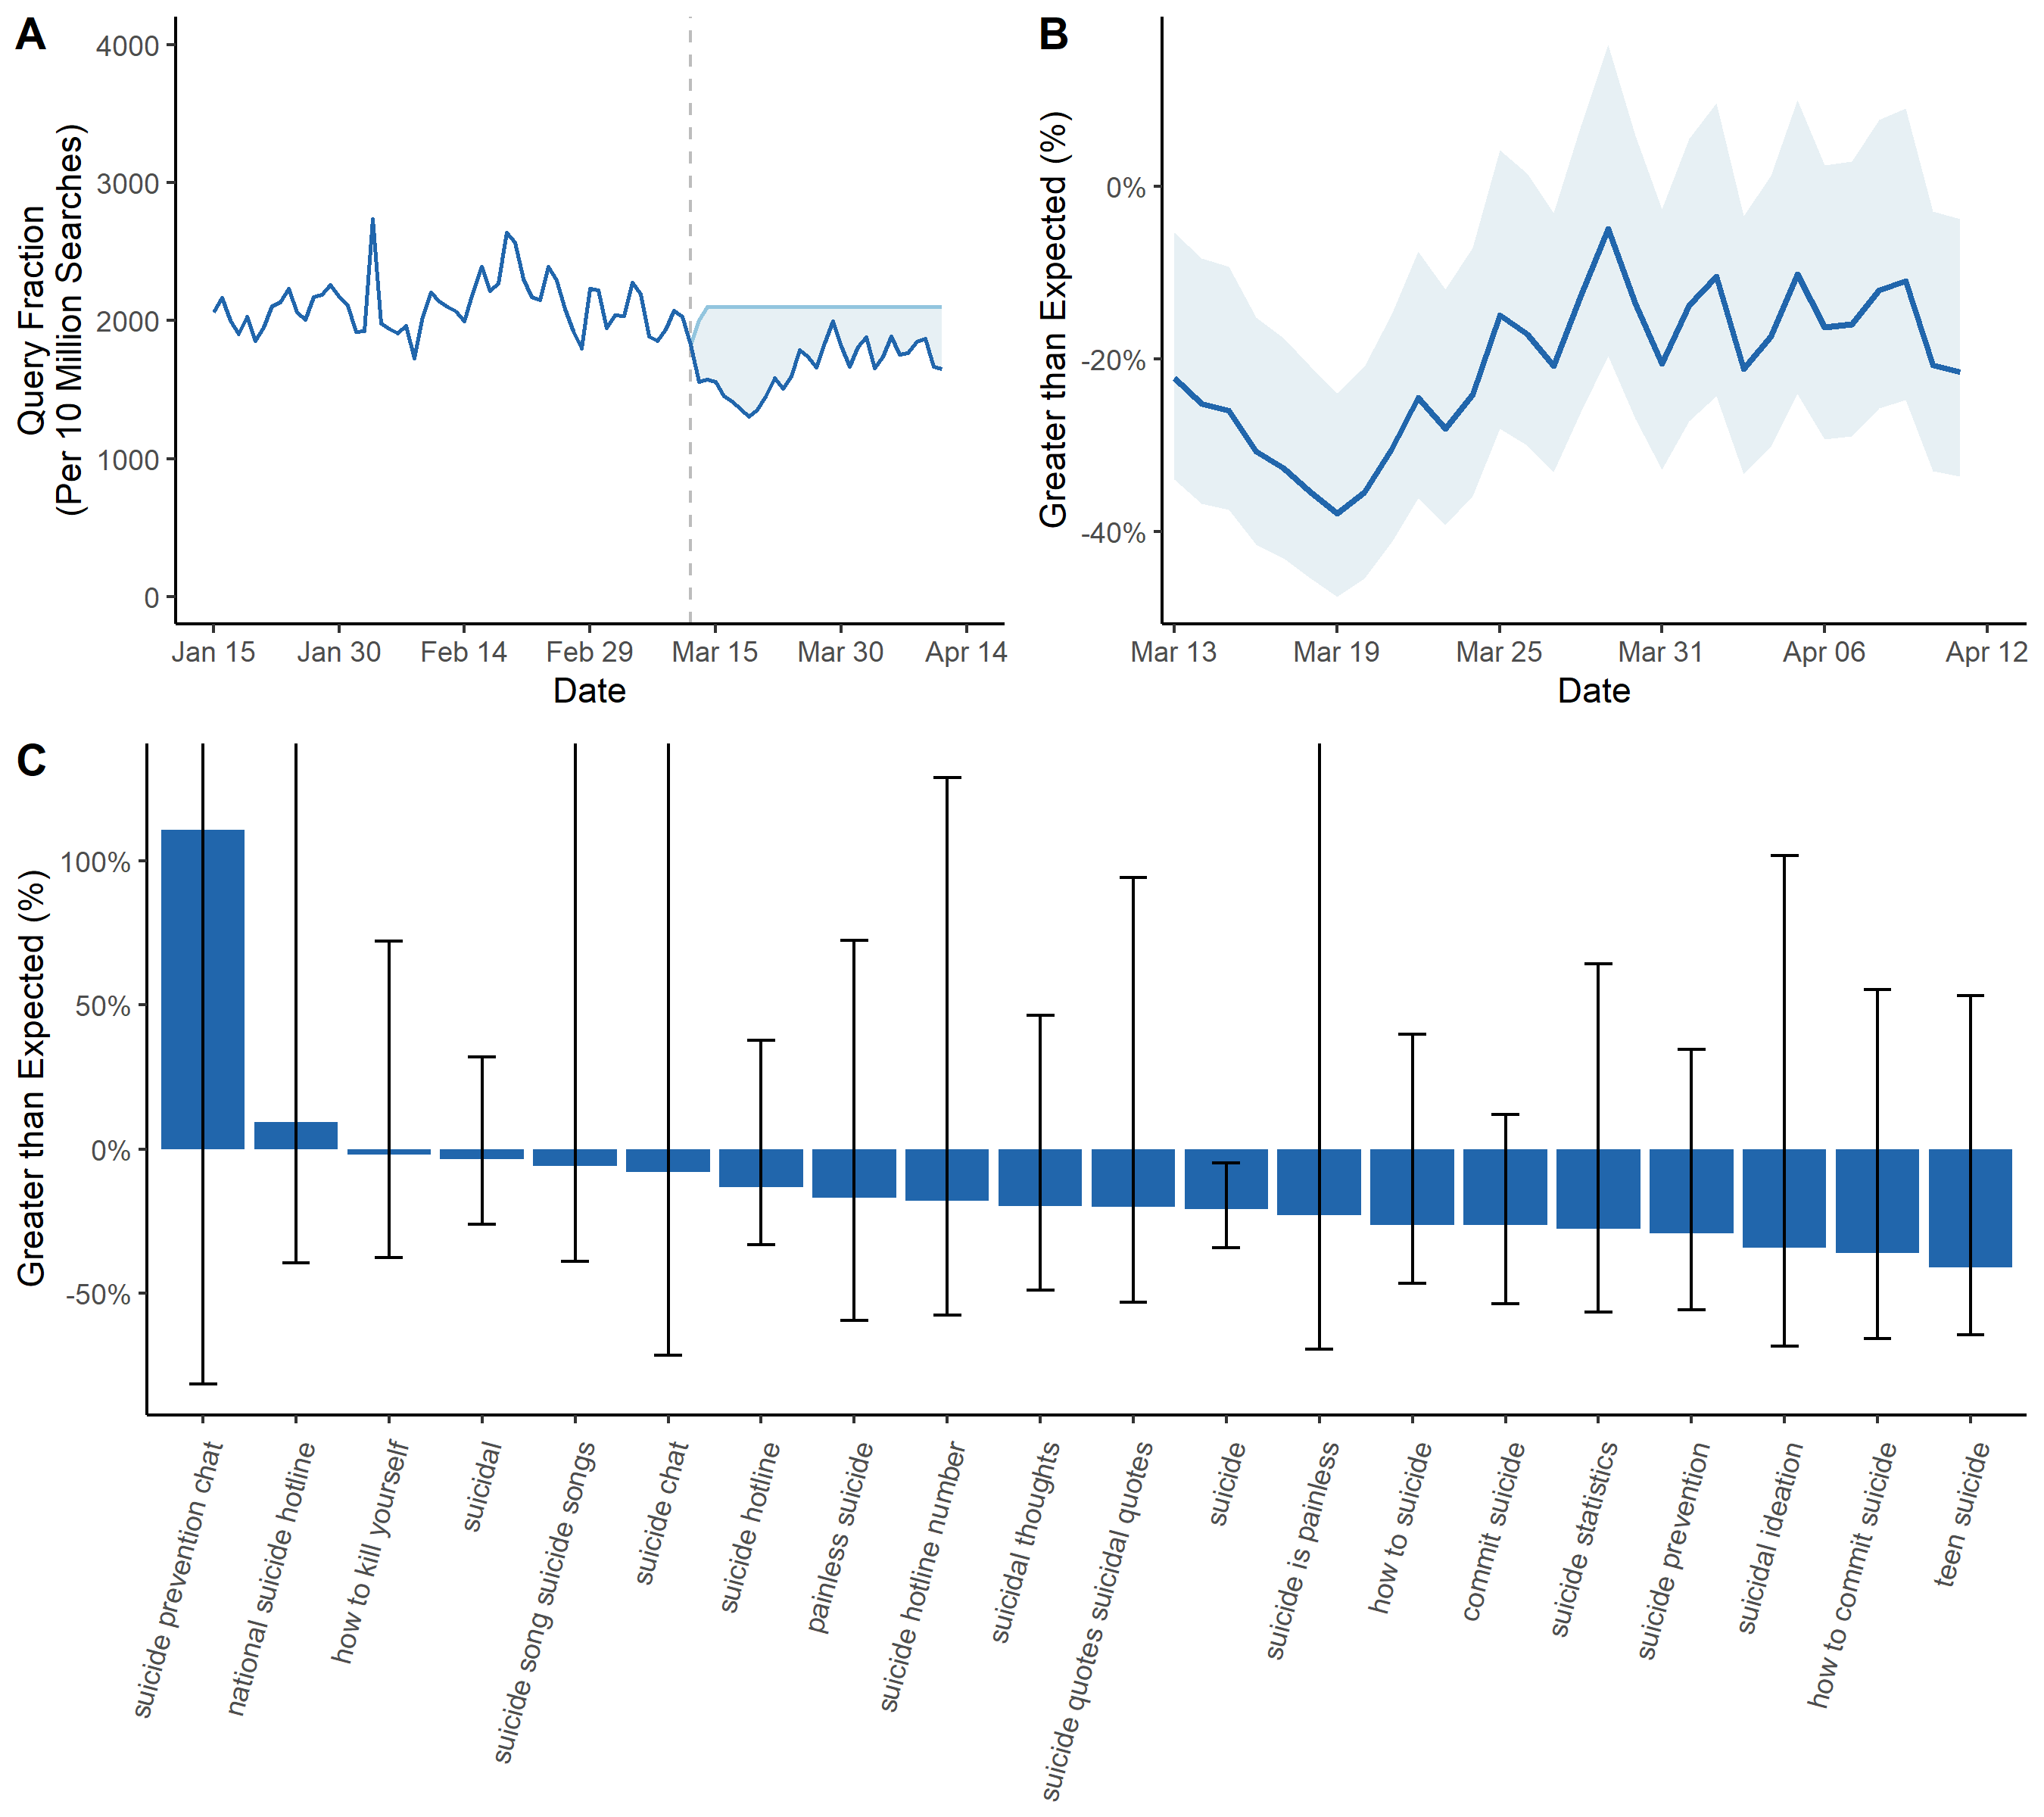 A
Query Fraction
(Per 10 Million Searches)
4000
3000
2000
1000
0
Jan 15 Jan 30 Feb 14 Feb 29 Mar 15 Mar 30 Apr 14
Date
B
Greater than Expected (%)
0%
-20%
-40%
Mar 13 Mar 19 Mar 25 Mar 31 Apr 06 Apr 12
Date
C
Greater than Expected (%)
100%
50%
0%
-50%
suicide prevention chat
national suicide hotline
how to kill yourself
suicidal
suicide song suicide songs
suicide chat
suicide hotline
painless suicide
suicide hotline number
suicidal thoughts
suicide quotes suicidal quotes
suicide
suicide is painless
how to suicide
commit suicide
suicide statistics
suicide prevention
suicidal ideation
how to commit suicide
teen suicide